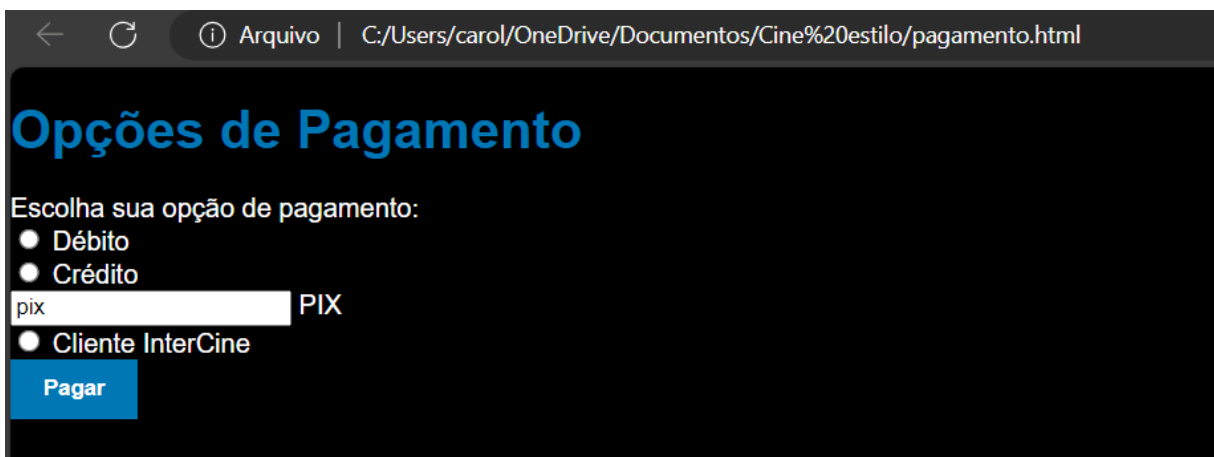 Arquivo | C:/Users/carol/OneDrive/Documentos/Cine%20estilo/pagamento.html
Opções de Pagamento
Escolha sua opção de pagamento:
Débito
Crédito
pix PIX
Cliente InterCine
Pagar